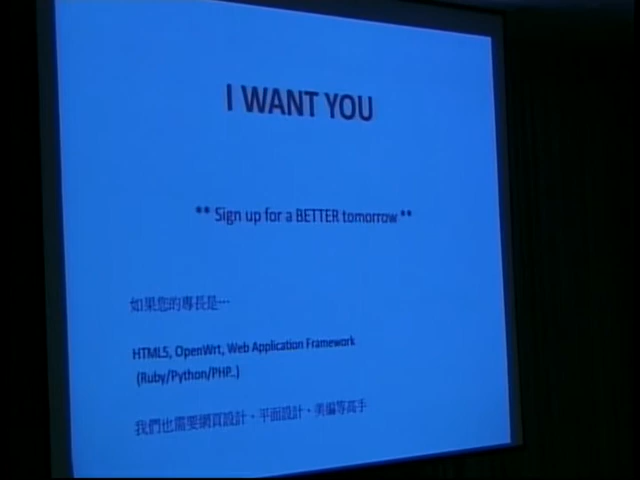 I WANT YOU
** Sign up for a BETTER tomorrow **
如果您的專長是…
HTML5, OpenWrt, Web Application Framework
(Ruby/Python/PHP..)
我們也需要網頁設計、平面設計、美編等高手